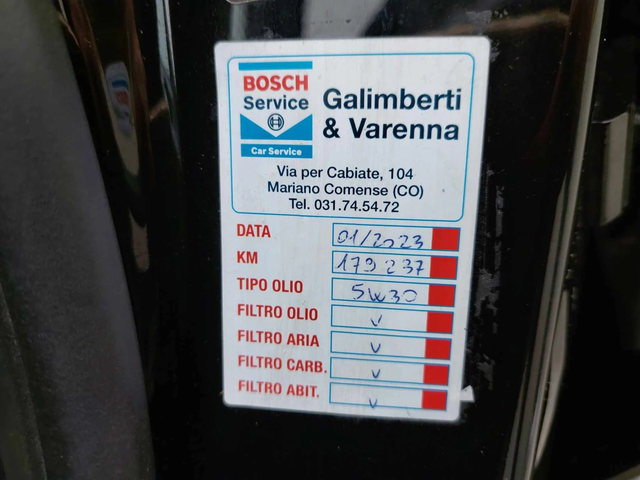 BOSCH
Service
Car Service
Galimberti
& Varenna
Via per Cabiate, 104
Mariano Comense (CO)
Tel. 031.74.54.72
DATA 01/2023
KM 179237
TIPO OLIO 5W30
FILTRO OLIO v
FILTRO ARIA v
FILTRO CARB. v
FILTRO ABIT. v